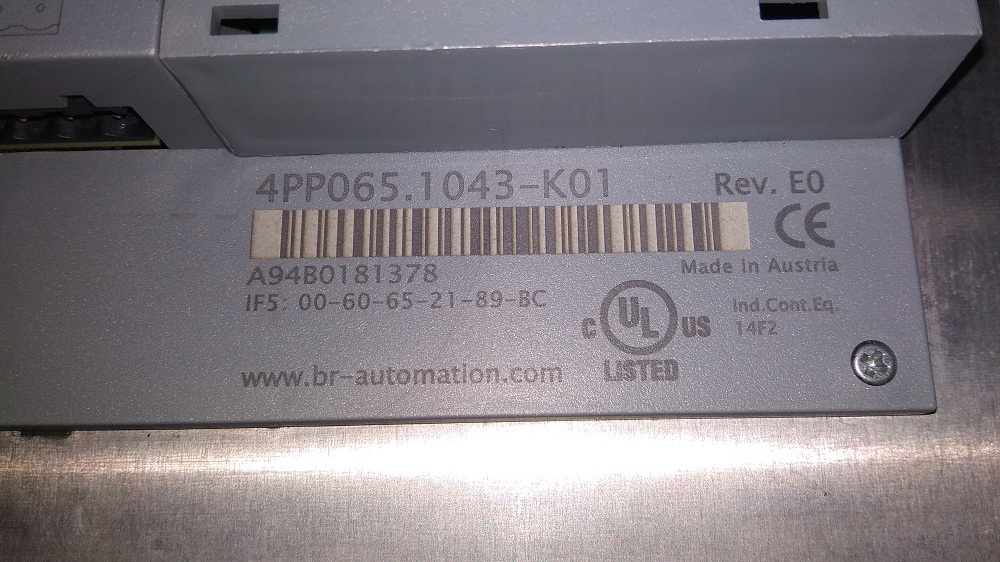 4PP065.1043-K01 Rev. E0
CE
A94B0181378 Made in Austria
IF5: 00-60-65-21-89-BC
C UL US Ind.Cont.Eq.
14F2
LISTED
www.br-automation.com